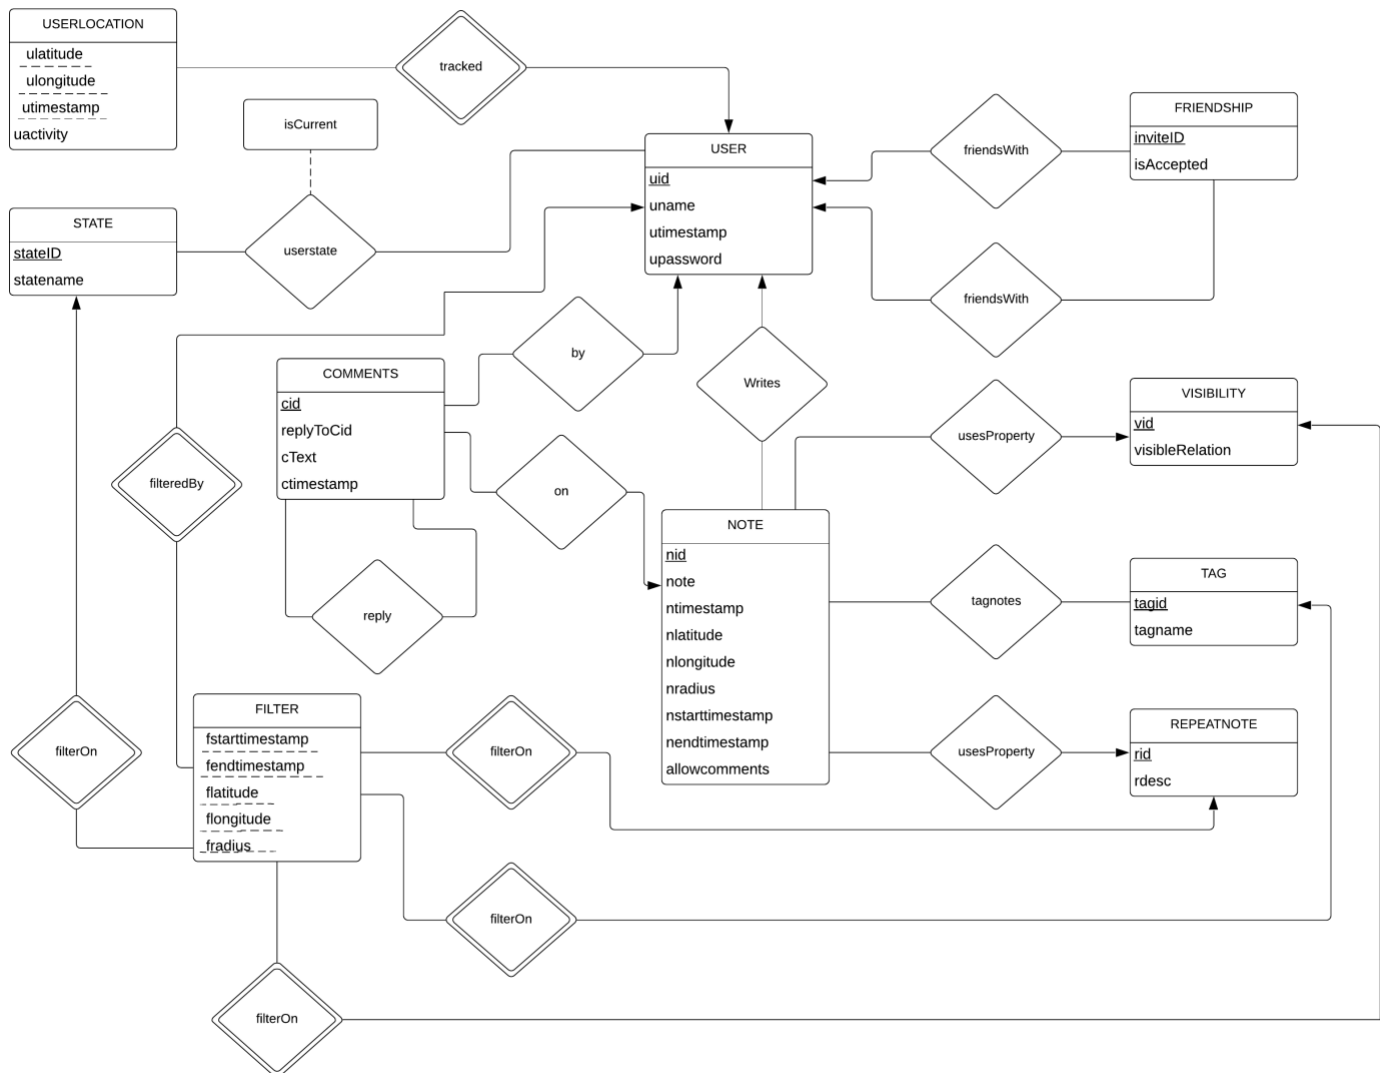 USERLOCATION
ulatitude
ulongitude
utimestamp
uactivity
tracked
isCurrent
USER
uid
uname
utimestamp
upassword
friendsWith
FRIENDSHIP
inviteID
isAccepted
STATE
stateID
statename
userstate
friendsWith
by
Writes
COMMENTS
cid
replyToCid
cText
ctimestamp
usesProperty
VISIBILITY
vid
visibleRelation
filteredBy
on
NOTE
nid
note
ntimestamp
nlatitude
nlongitude
nradius
nstarttimestamp
nendtimestamp
allowcomments
reply
tagnotes
TAG
tagid
tagname
filterOn
FILTER
fstarttimestamp
fendtimestamp
flatitude
flongitude
fradius
filterOn
usesProperty
REPEATNOTE
rid
rdesc
filterOn
filterOn